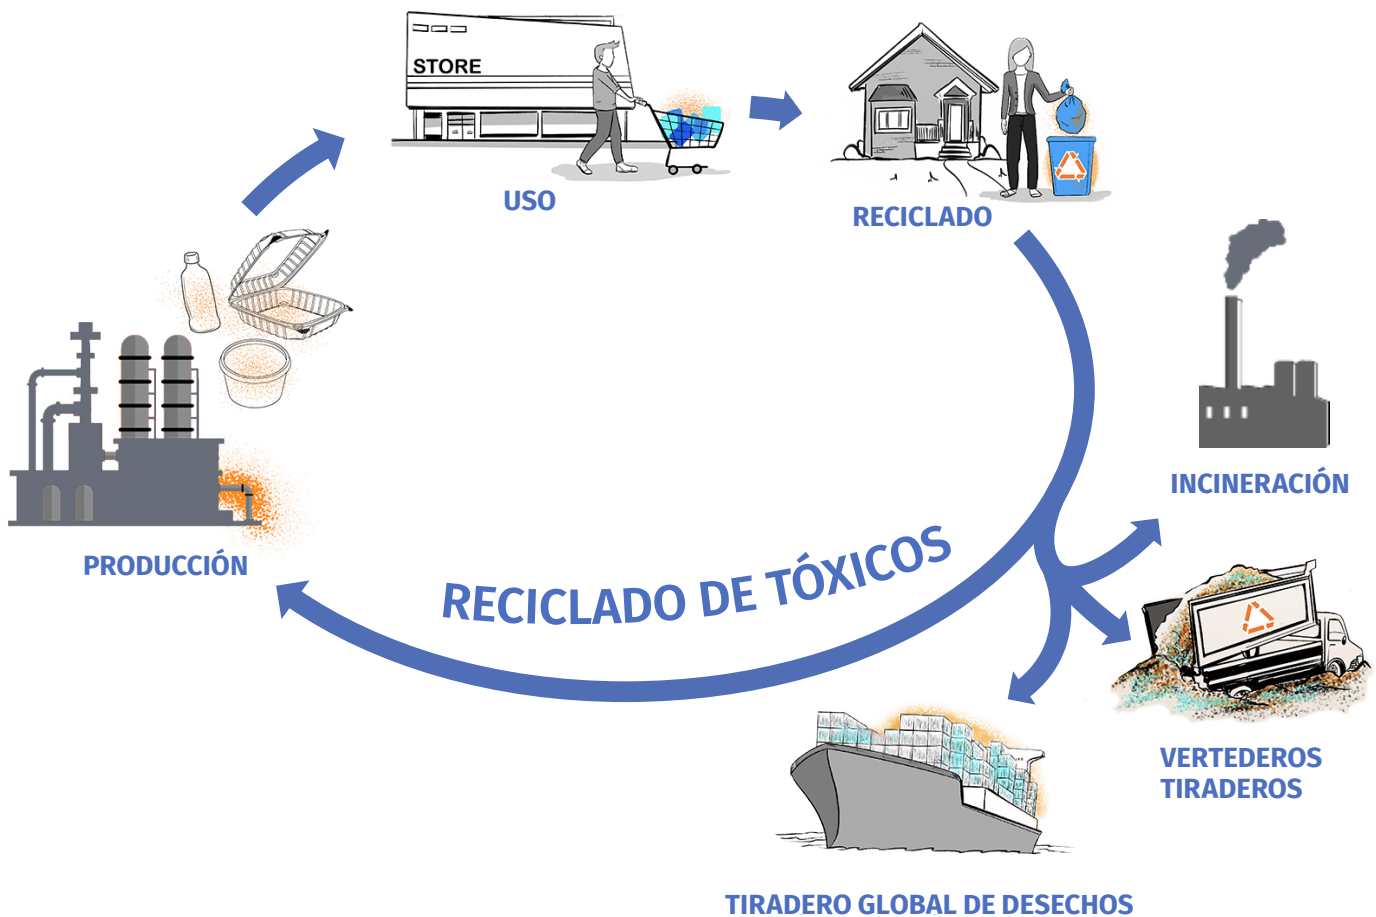 STORE
USO
RECICLADO
INCINERACIÓN
PRODUCCIÓN
RECICLADO DE TÓXICOS
VERTEDEROS
TIRADEROS
TIRADERO GLOBAL DE DESECHOS